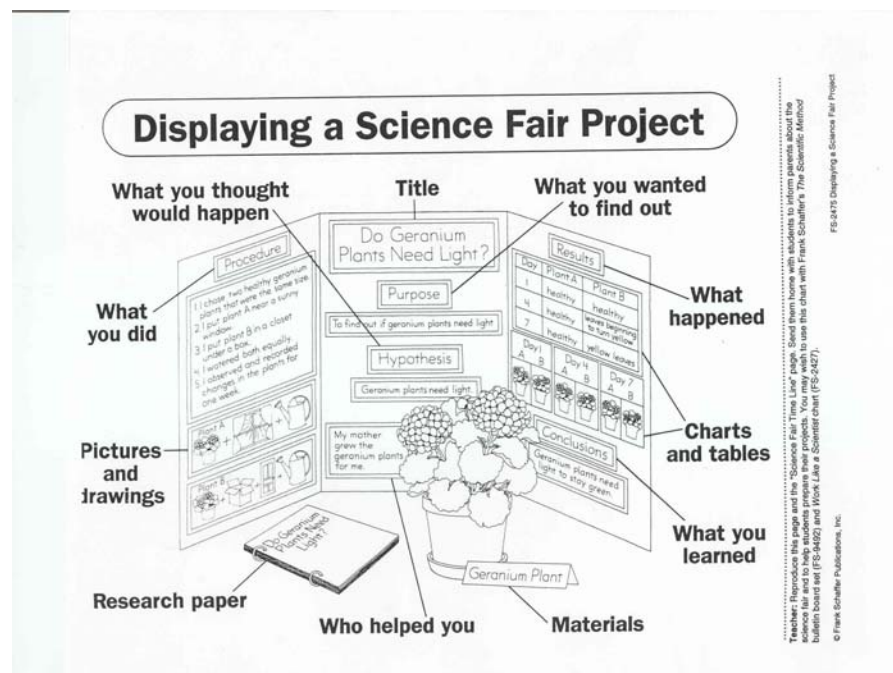 Displaying a Science Fair Project
What you thought
would happen
Title
What you wanted
to find out
Procedure
1. I chose two healthy geranium
plants that were the same size.
2. I put plant A near a sunny
window.
3. I put plant B in a closet
under a box.
4. I watered both equally.
5. I observed and recorded
changes in the plants for
one week.
What
you did
Plant A
Plant B
Pictures
and
drawings
Do Geranium
Plants Need Light?
Purpose
To find out if geranium plants need light
Hypothesis
Geranium plants need light.
My mother
grew the
geranium plants
for me.
Results
Day Plant A Plant B
1 healthy healthy
4 healthy leaves beginning
to turn yellow
7 healthy yellow leaves
Day 1 Day 4 Day 7
A B A B A B
Conclusions
Geranium plants need
light to stay green.
What
happened
Charts
and tables
What you
learned
Do Geranium
Plants Need
Light?
Geranium Plant
Research paper
Who helped you
Materials
Teacher: Reproduce this page and the "Science Fair Time Line" page. Send them home with students to inform parents about the
science fair and to help students prepare their projects. You may wish to use this chart with Frank Schaffer's The Scientific Method
bulletin board set (FS-9492) and Work Like a Scientist chart (FS-2427).
© Frank Schaffer Publications, Inc.
FS-2475 Displaying a Science Fair Project